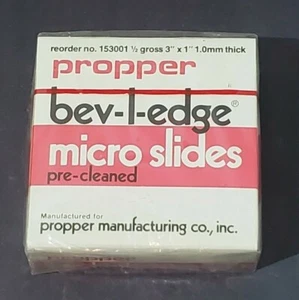 reorder no. 153001 ½ gross 3" x 1" 1.0mm thick
propper
bev-l-edge®
micro slides
pre-cleaned
Manufactured for
propper manufacturing co., inc.